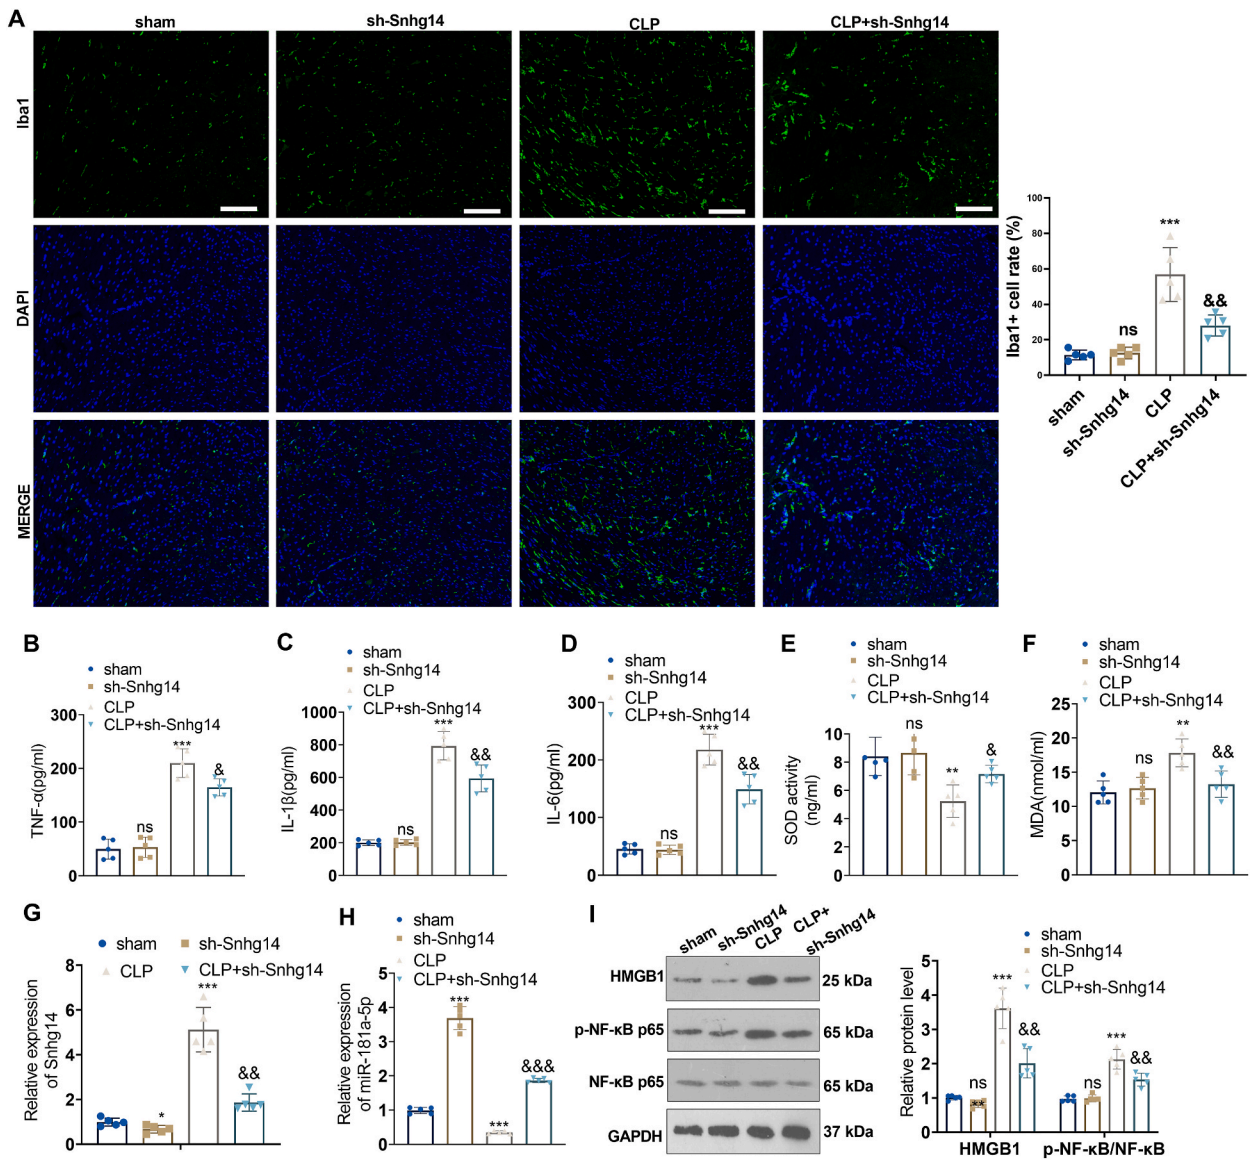 A
sham
sh-Snhg14
CLP
CLP+sh-Snhg14
Iba1
DAPI
MERGE
Iba1+ cell rate (%)
100
80
60
40
20
0
ns
***
&&
sham
sh-Snhg14
CLP
CLP+sh-Snhg14
B
sham
sh-Snhg14
CLP
CLP+sh-Snhg14
TNF-α(pg/ml)
300
200
100
0
ns
***
&
C
sham
sh-Snhg14
CLP
CLP+sh-Snhg14
IL-1β(pg/ml)
1000
800
600
400
200
0
ns
***
&&
D
sham
sh-Snhg14
CLP
CLP+sh-Snhg14
IL-6(pg/ml)
300
200
100
0
ns
***
&&
E
sham
sh-Snhg14
CLP
CLP+sh-Snhg14
SOD activity
(ng/ml)
10
8
6
4
2
0
ns
**
&
F
sham
sh-Snhg14
CLP
CLP+sh-Snhg14
MDA(nmol/ml)
25
20
15
10
5
0
ns
**
&&
G
sham
sh-Snhg14
CLP
CLP+sh-Snhg14
Relative expression
of Snhg14
8
6
4
2
0
*
***
&&
H
sham
sh-Snhg14
CLP
CLP+sh-Snhg14
Relative expression
of miR-181a-5p
5
4
3
2
1
0
***
***
&&&
I
sham
sh-Snhg14
CLP
CLP+
sh-Snhg14
HMGB1
25 kDa
p-NF-κB p65
65 kDa
NF-κB p65
65 kDa
GAPDH
37 kDa
sham
sh-Snhg14
CLP
CLP+sh-Snhg14
Relative protein level
5
4
3
2
1
0
ns
**
***
&&
ns
***
&&
HMGB1
p-NF-κB/NF-κB